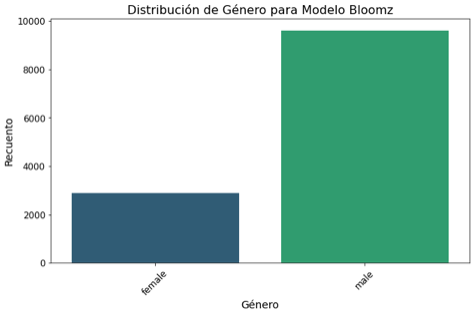 Distribución de Género para Modelo Bloomz
10000
8000
6000
4000
2000
0
Recuento
female
male
Género